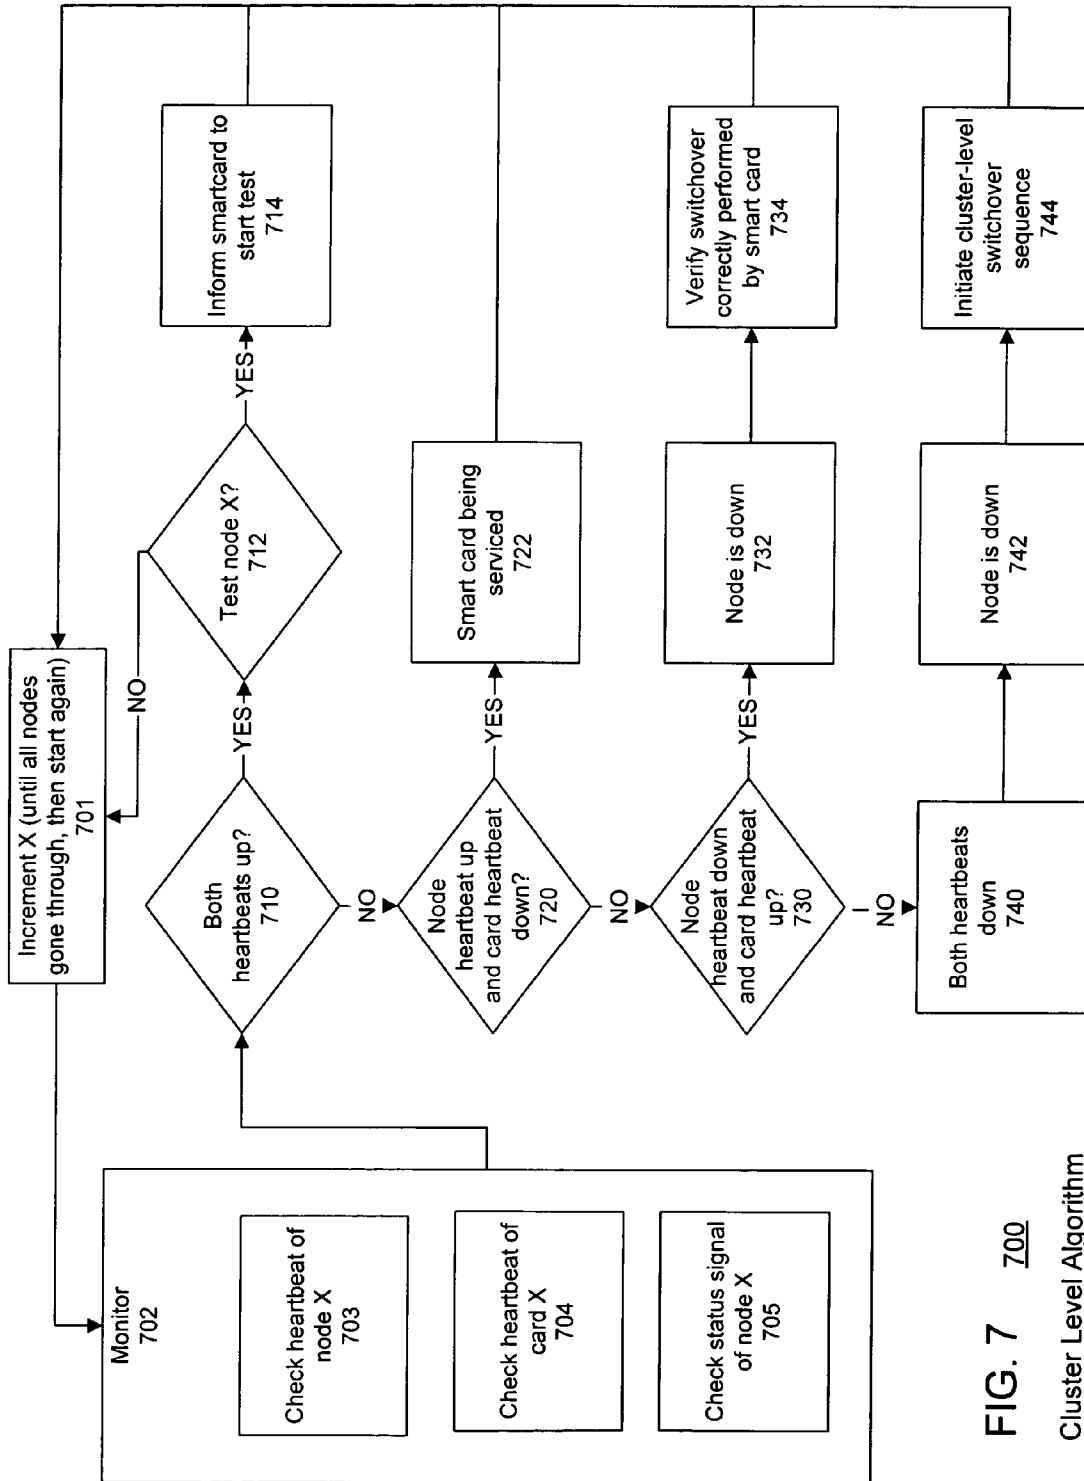 Increment X (until all nodes
gone through, then start again)
701
Monitor
702
Check heartbeat of
node X
703
Check heartbeat of
card X
704
Check status signal
of node X
705
Both
heartbeats up?
710
YES
NO
Test node X?
712
NO
YES
Inform smartcard to
start test
714
Node
heartbeat up
and card heartbeat
down?
720
YES
NO
Smart card being
serviced
722
Node
heartbeat down
and card heartbeat
up?
730
YES
NO
Node is down
732
Verify switchover
correctly performed
by smart card
734
Both heartbeats
down
740
Node is down
742
Initiate cluster-level
switchover
sequence
744
FIG. 7 700
Cluster Level Algorithm